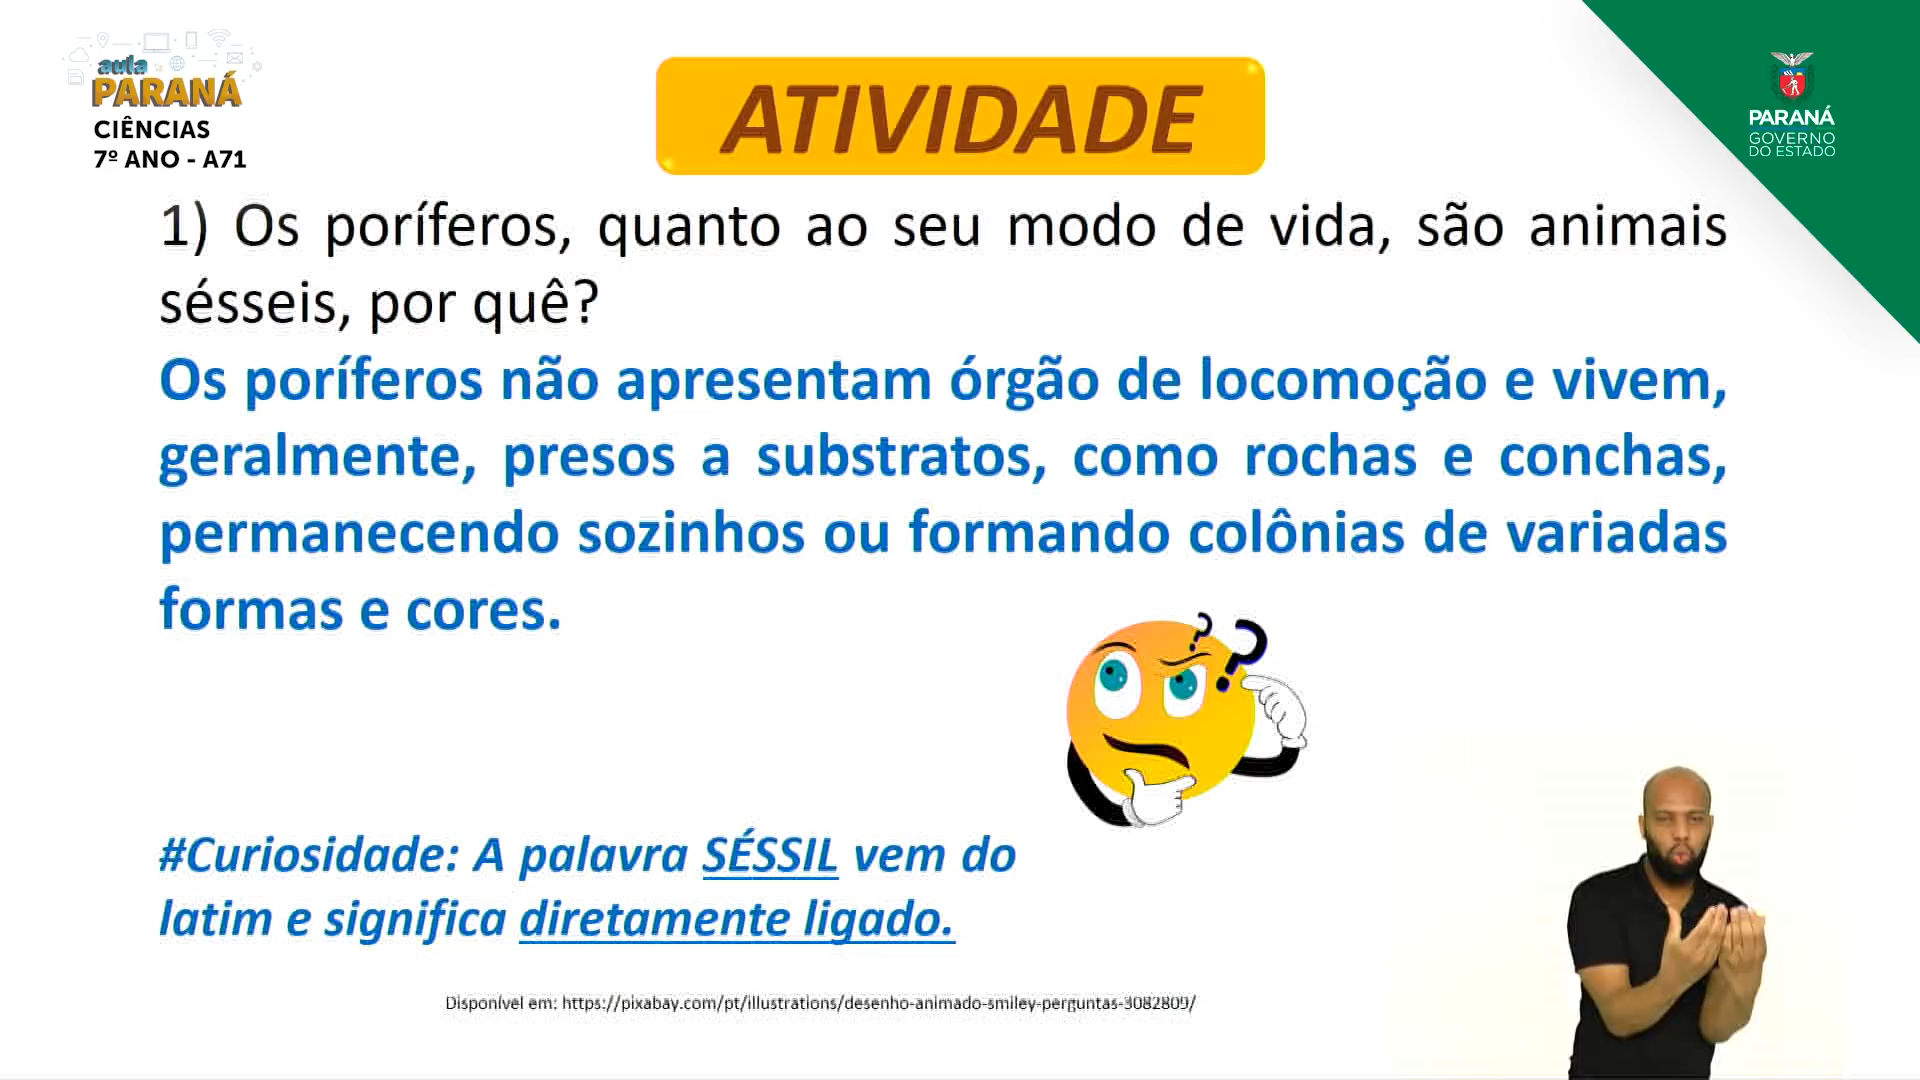 aula
PARANÁ
CIÊNCIAS
7º ANO - A71
ATIVIDADE
PARANÁ
GOVERNO
DO ESTADO
1) Os poríferos, quanto ao seu modo de vida, são animais
sésseis, por quê?
Os poríferos não apresentam órgão de locomoção e vivem,
geralmente, presos a substratos, como rochas e conchas,
permanecendo sozinhos ou formando colônias de variadas
formas e cores.
? ?
#Curiosidade: A palavra SÉSSIL vem do
latim e significa diretamente ligado.
Disponível em: https://pixabay.com/pt/illustrations/desenho-animado-smiley-perguntas-3082809/